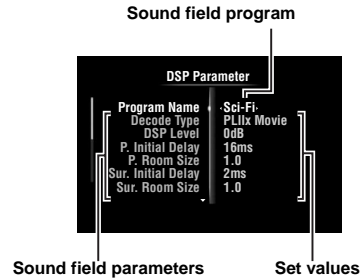 Sound field program
DSP Parameter
Program Name Sci-Fi
Decode Type PLIIx Movie
DSP Level 0dB
P. Initial Delay 16ms
P. Room Size 1.0
Sur. Initial Delay 2ms
Sur. Room Size 1.0
Sound field parameters Set values